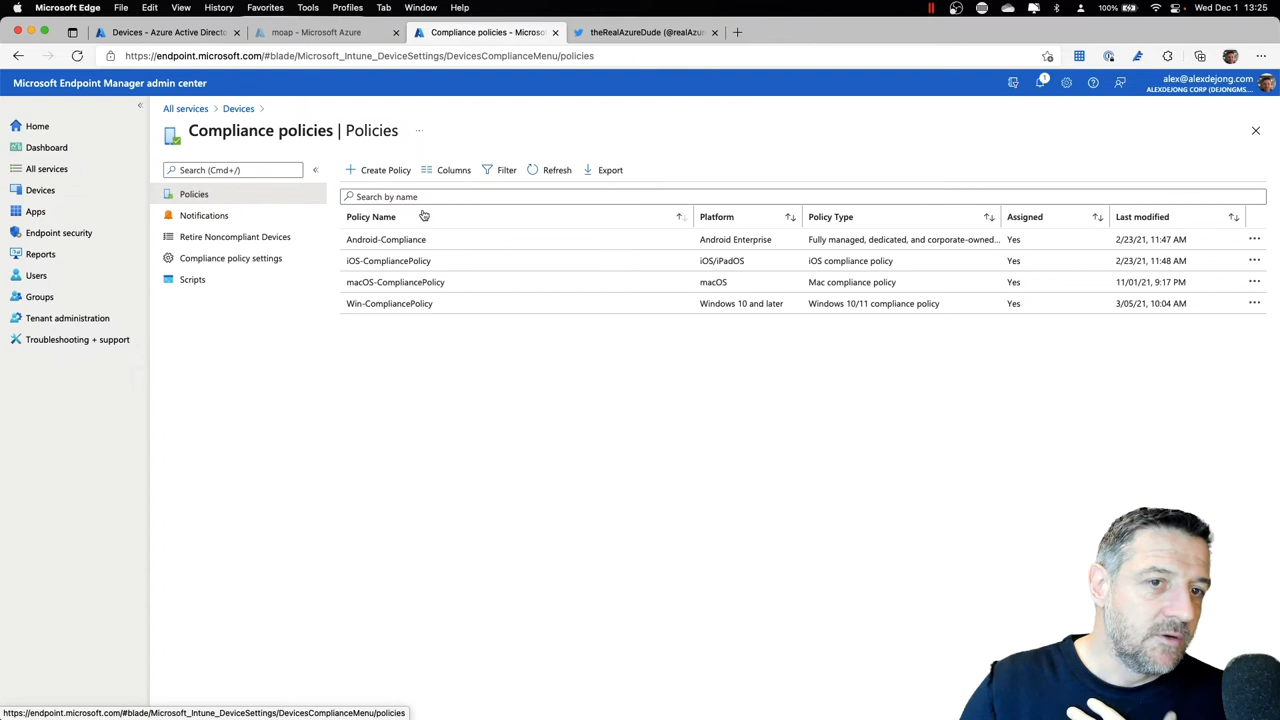 Microsoft Edge File Edit View History Favorites Tools Profiles Tab Window Help 100% Wed Dec 1 13:25
Devices - Azure Active Directo moap - Microsoft Azure Compliance policies - Microso theRealAzureDude (@realAzur
https://endpoint.microsoft.com/#blade/Microsoft_Intune_DeviceSettings/DevicesComplianceMenu/policies
Microsoft Endpoint Manager admin center
1
alex@alexdejong.com
ALEXDEJONG CORP (DEJONGMS....
All services > Devices >
Compliance policies | Policies ...
Home
Dashboard
All services
Devices
Apps
Endpoint security
Reports
Users
Groups
Tenant administration
Troubleshooting + support
Search (Cmd+/)
Policies
Notifications
Retire Noncompliant Devices
Compliance policy settings
Scripts
Create Policy Columns Filter Refresh Export
Search by name
Policy Name Platform Policy Type Assigned Last modified
Android-Compliance Android Enterprise Fully managed, dedicated, and corporate-owned... Yes 2/23/21, 11:47 AM
iOS-CompliancePolicy iOS/iPadOS iOS compliance policy Yes 2/23/21, 11:48 AM
macOS-CompliancePolicy macOS Mac compliance policy Yes 11/01/21, 9:17 PM
Win-CompliancePolicy Windows 10 and later Windows 10/11 compliance policy Yes 3/05/21, 10:04 AM
https://endpoint.microsoft.com/#blade/Microsoft_Intune_DeviceSettings/DevicesComplianceMenu/policies